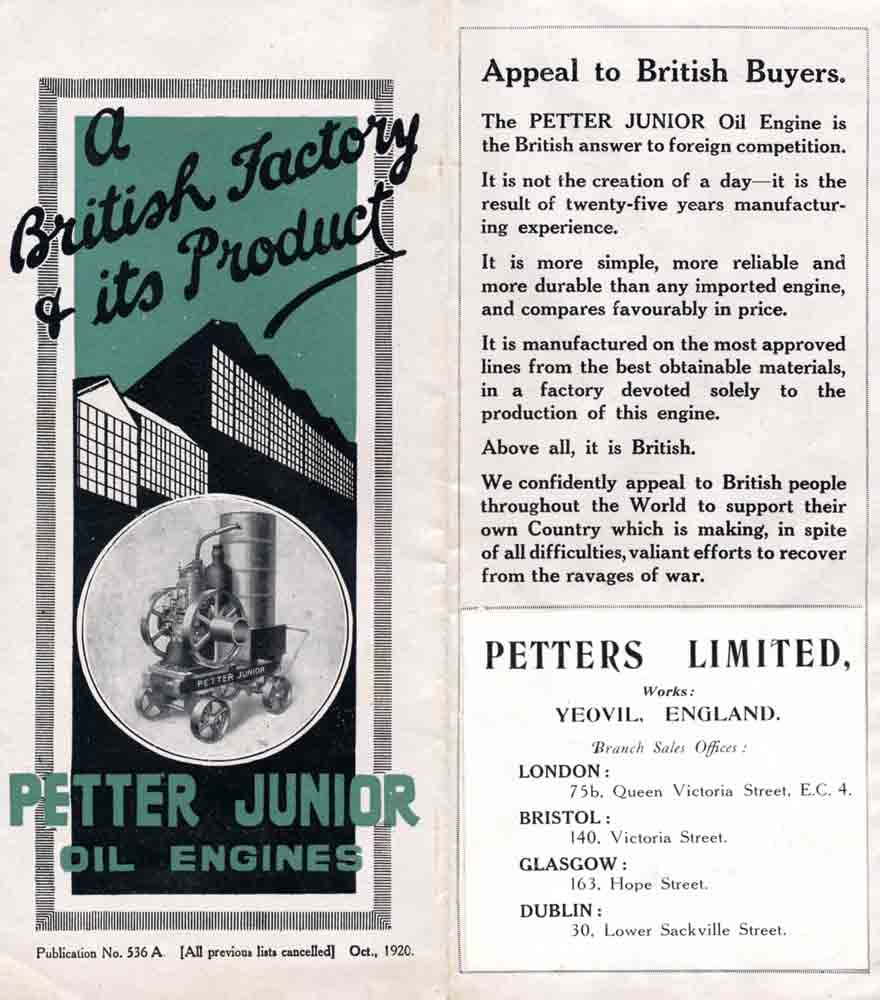 A
British Factory
& its Product
PETTER JUNIOR
PETTER JUNIOR
OIL ENGINES
Publication No. 536 A. [All previous lists cancelled] Oct., 1920.
Appeal to British Buyers.
The PETTER JUNIOR Oil Engine is
the British answer to foreign competition.
It is not the creation of a day—it is the
result of twenty-five years manufactur-
ing experience.
It is more simple, more reliable and
more durable than any imported engine,
and compares favourably in price.
It is manufactured on the most approved
lines from the best obtainable materials,
in a factory devoted solely to the
production of this engine.
Above all, it is British.
We confidently appeal to British people
throughout the World to support their
own Country which is making, in spite
of all difficulties, valiant efforts to recover
from the ravages of war.
PETTERS LIMITED,
Works:
YEOVIL, ENGLAND.
Branch Sales Offices:
LONDON:
75b, Queen Victoria Street, E.C. 4.
BRISTOL:
140, Victoria Street.
GLASGOW:
163, Hope Street.
DUBLIN:
30, Lower Sackville Street.